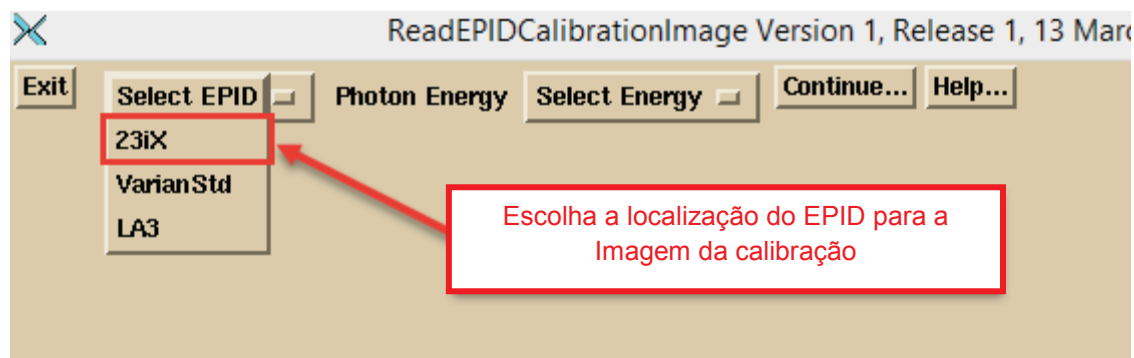 ReadEPIDCalibrationImage Version 1, Release 1, 13 Marc
Exit Select EPID Photon Energy Select Energy Continue... Help...
23iX
VarianStd
LA3
Escolha a localização do EPID para a
Imagem da calibração